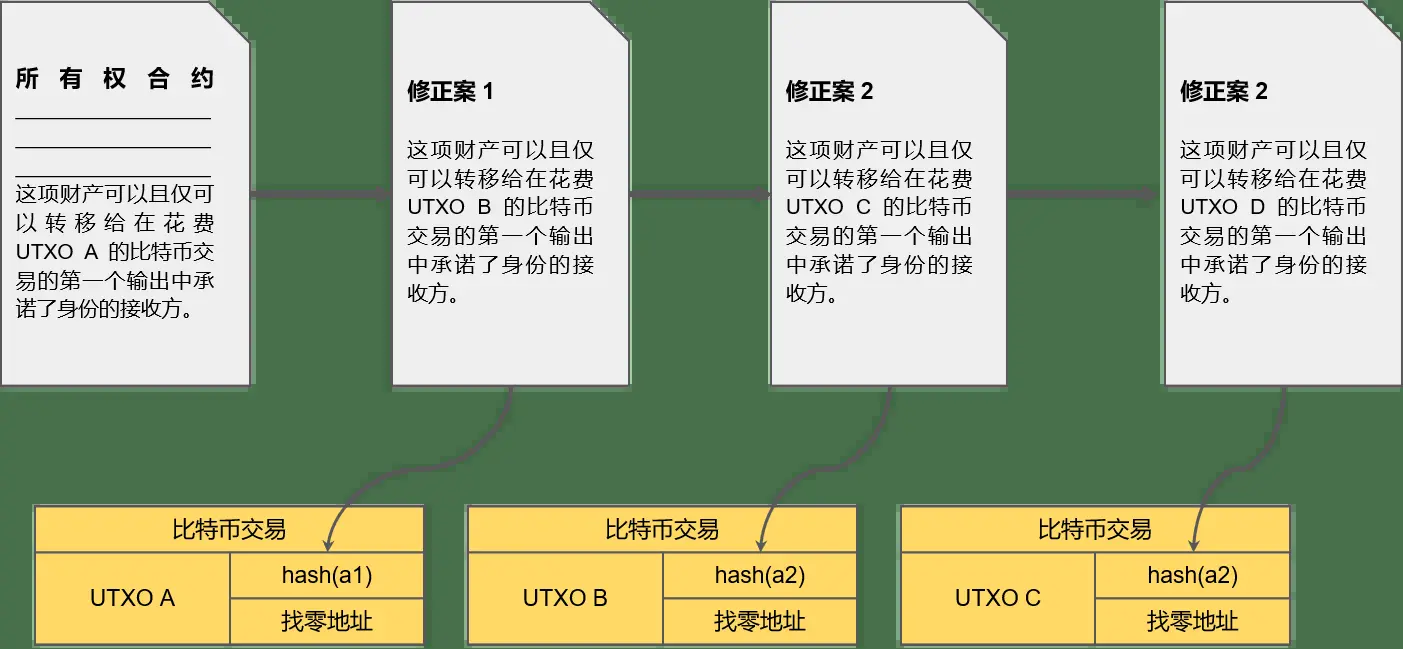 所有权合约
这项财产可以且仅可
以转移给在花费
UTXO A 的比特币交
易的第一个输出中承
诺了身份的接收方。
修正案 1
这项财产可以且仅
可以转移给在花费
UTXO B 的比特币
交易的第一个输出
中承诺了身份的接
收方。
修正案 2
这项财产可以且仅
可以转移给在花费
UTXO C 的比特币
交易的第一个输出
中承诺了身份的接
收方。
修正案 2
这项财产可以且仅
可以转移给在花费
UTXO D 的比特币
交易的第一个输出
中承诺了身份的接
收方。
比特币交易
UTXO A
hash(a1)
找零地址
比特币交易
UTXO B
hash(a2)
找零地址
比特币交易
UTXO C
hash(a2)
找零地址